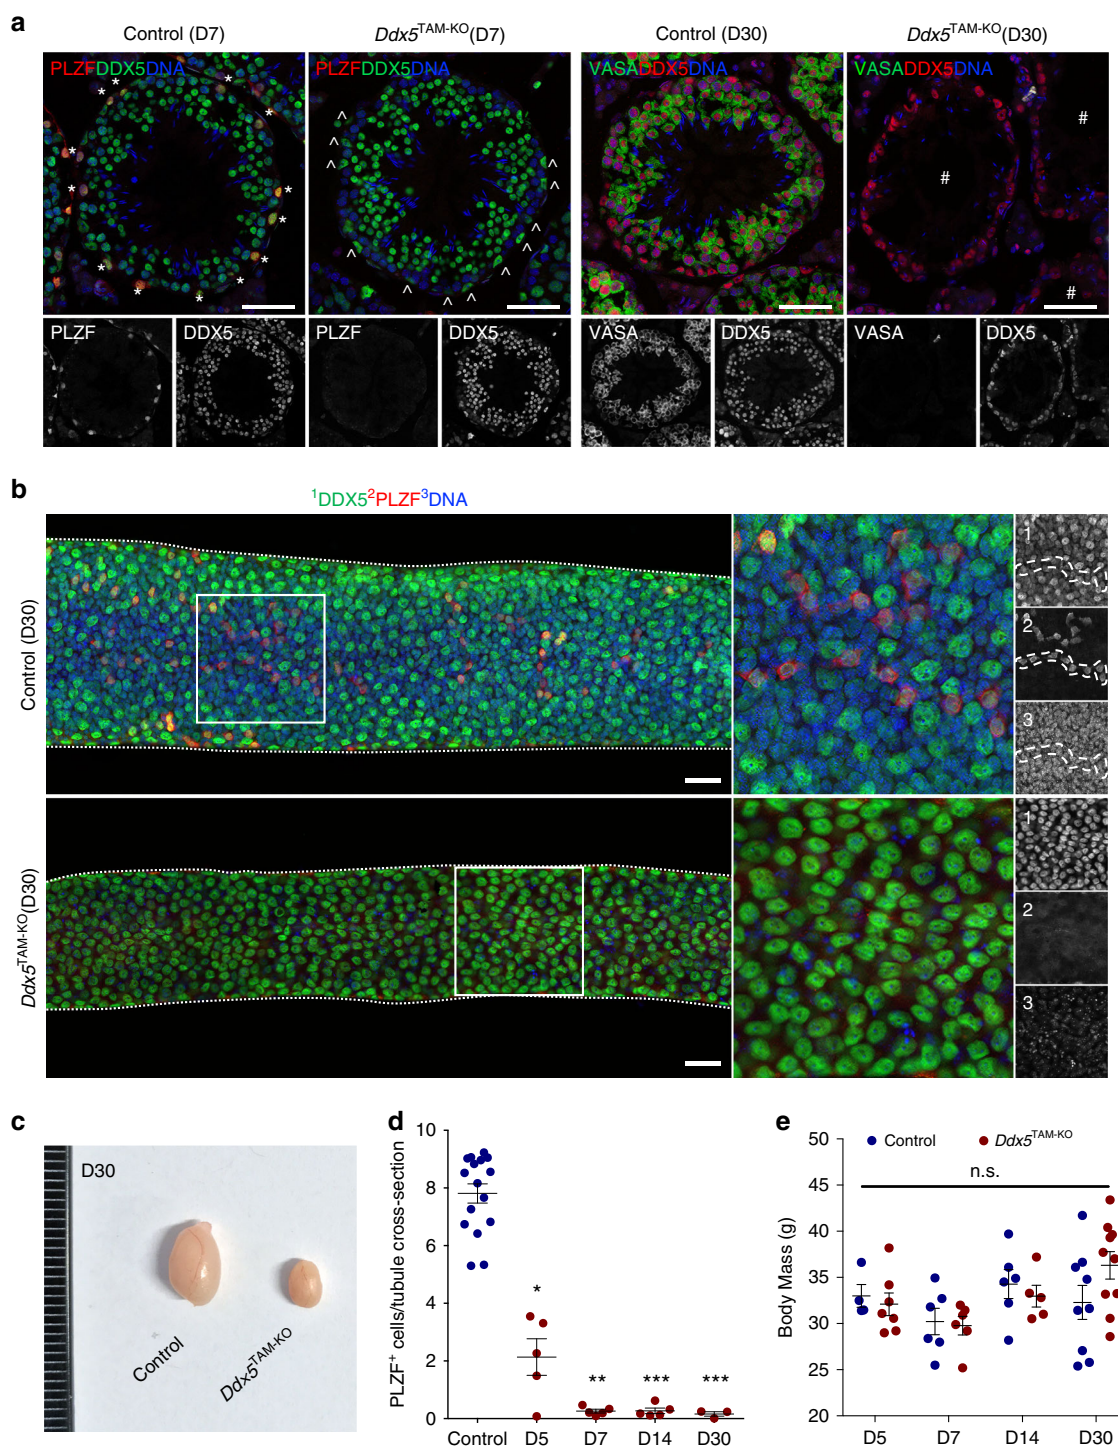 a
Control (D7)
Ddx5TAM-KO(D7)
Control (D30)
Ddx5TAM-KO(D30)
PLZFDDX5DNA
PLZFDDX5DNA
VASADDX5DNA
VASADDX5DNA
* * * * * * * * * * * * * *
^ ^ ^ ^ ^ ^ ^ ^ ^ ^ ^ ^ ^ ^
# # #
PLZF
DDX5
PLZF
DDX5
VASA
DDX5
VASA
DDX5
b
1DDX52PLZF3DNA
Control (D30)
1
2
3
Ddx5TAM-KO(D30)
1
2
3
c
D30
Control
Ddx5TAM-KO
d
PLZF+ cells/tubule cross-section
10
8
6
4
2
0
*
**
***
***
Control D5 D7 D14 D30
e
Control
Ddx5TAM-KO
n.s.
Body Mass (g)
50
45
40
35
30
25
20
D5 D7 D14 D30